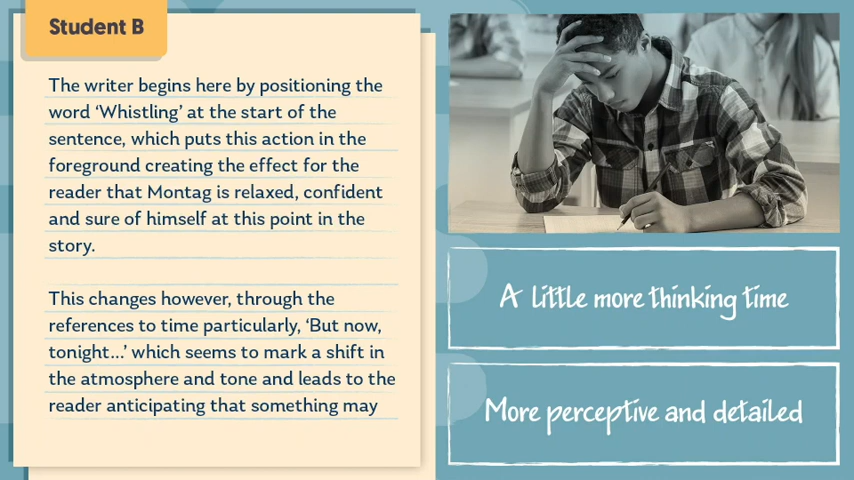 Student B
The writer begins here by positioning the
word ‘Whistling’ at the start of the
sentence, which puts this action in the
foreground creating the effect for the
reader that Montag is relaxed, confident
and sure of himself at this point in the
story.
This changes however, through the
references to time particularly, ‘But now,
tonight...’ which seems to mark a shift in
the atmosphere and tone and leads to the
reader anticipating that something may
A little more thinking time
More perceptive and detailed